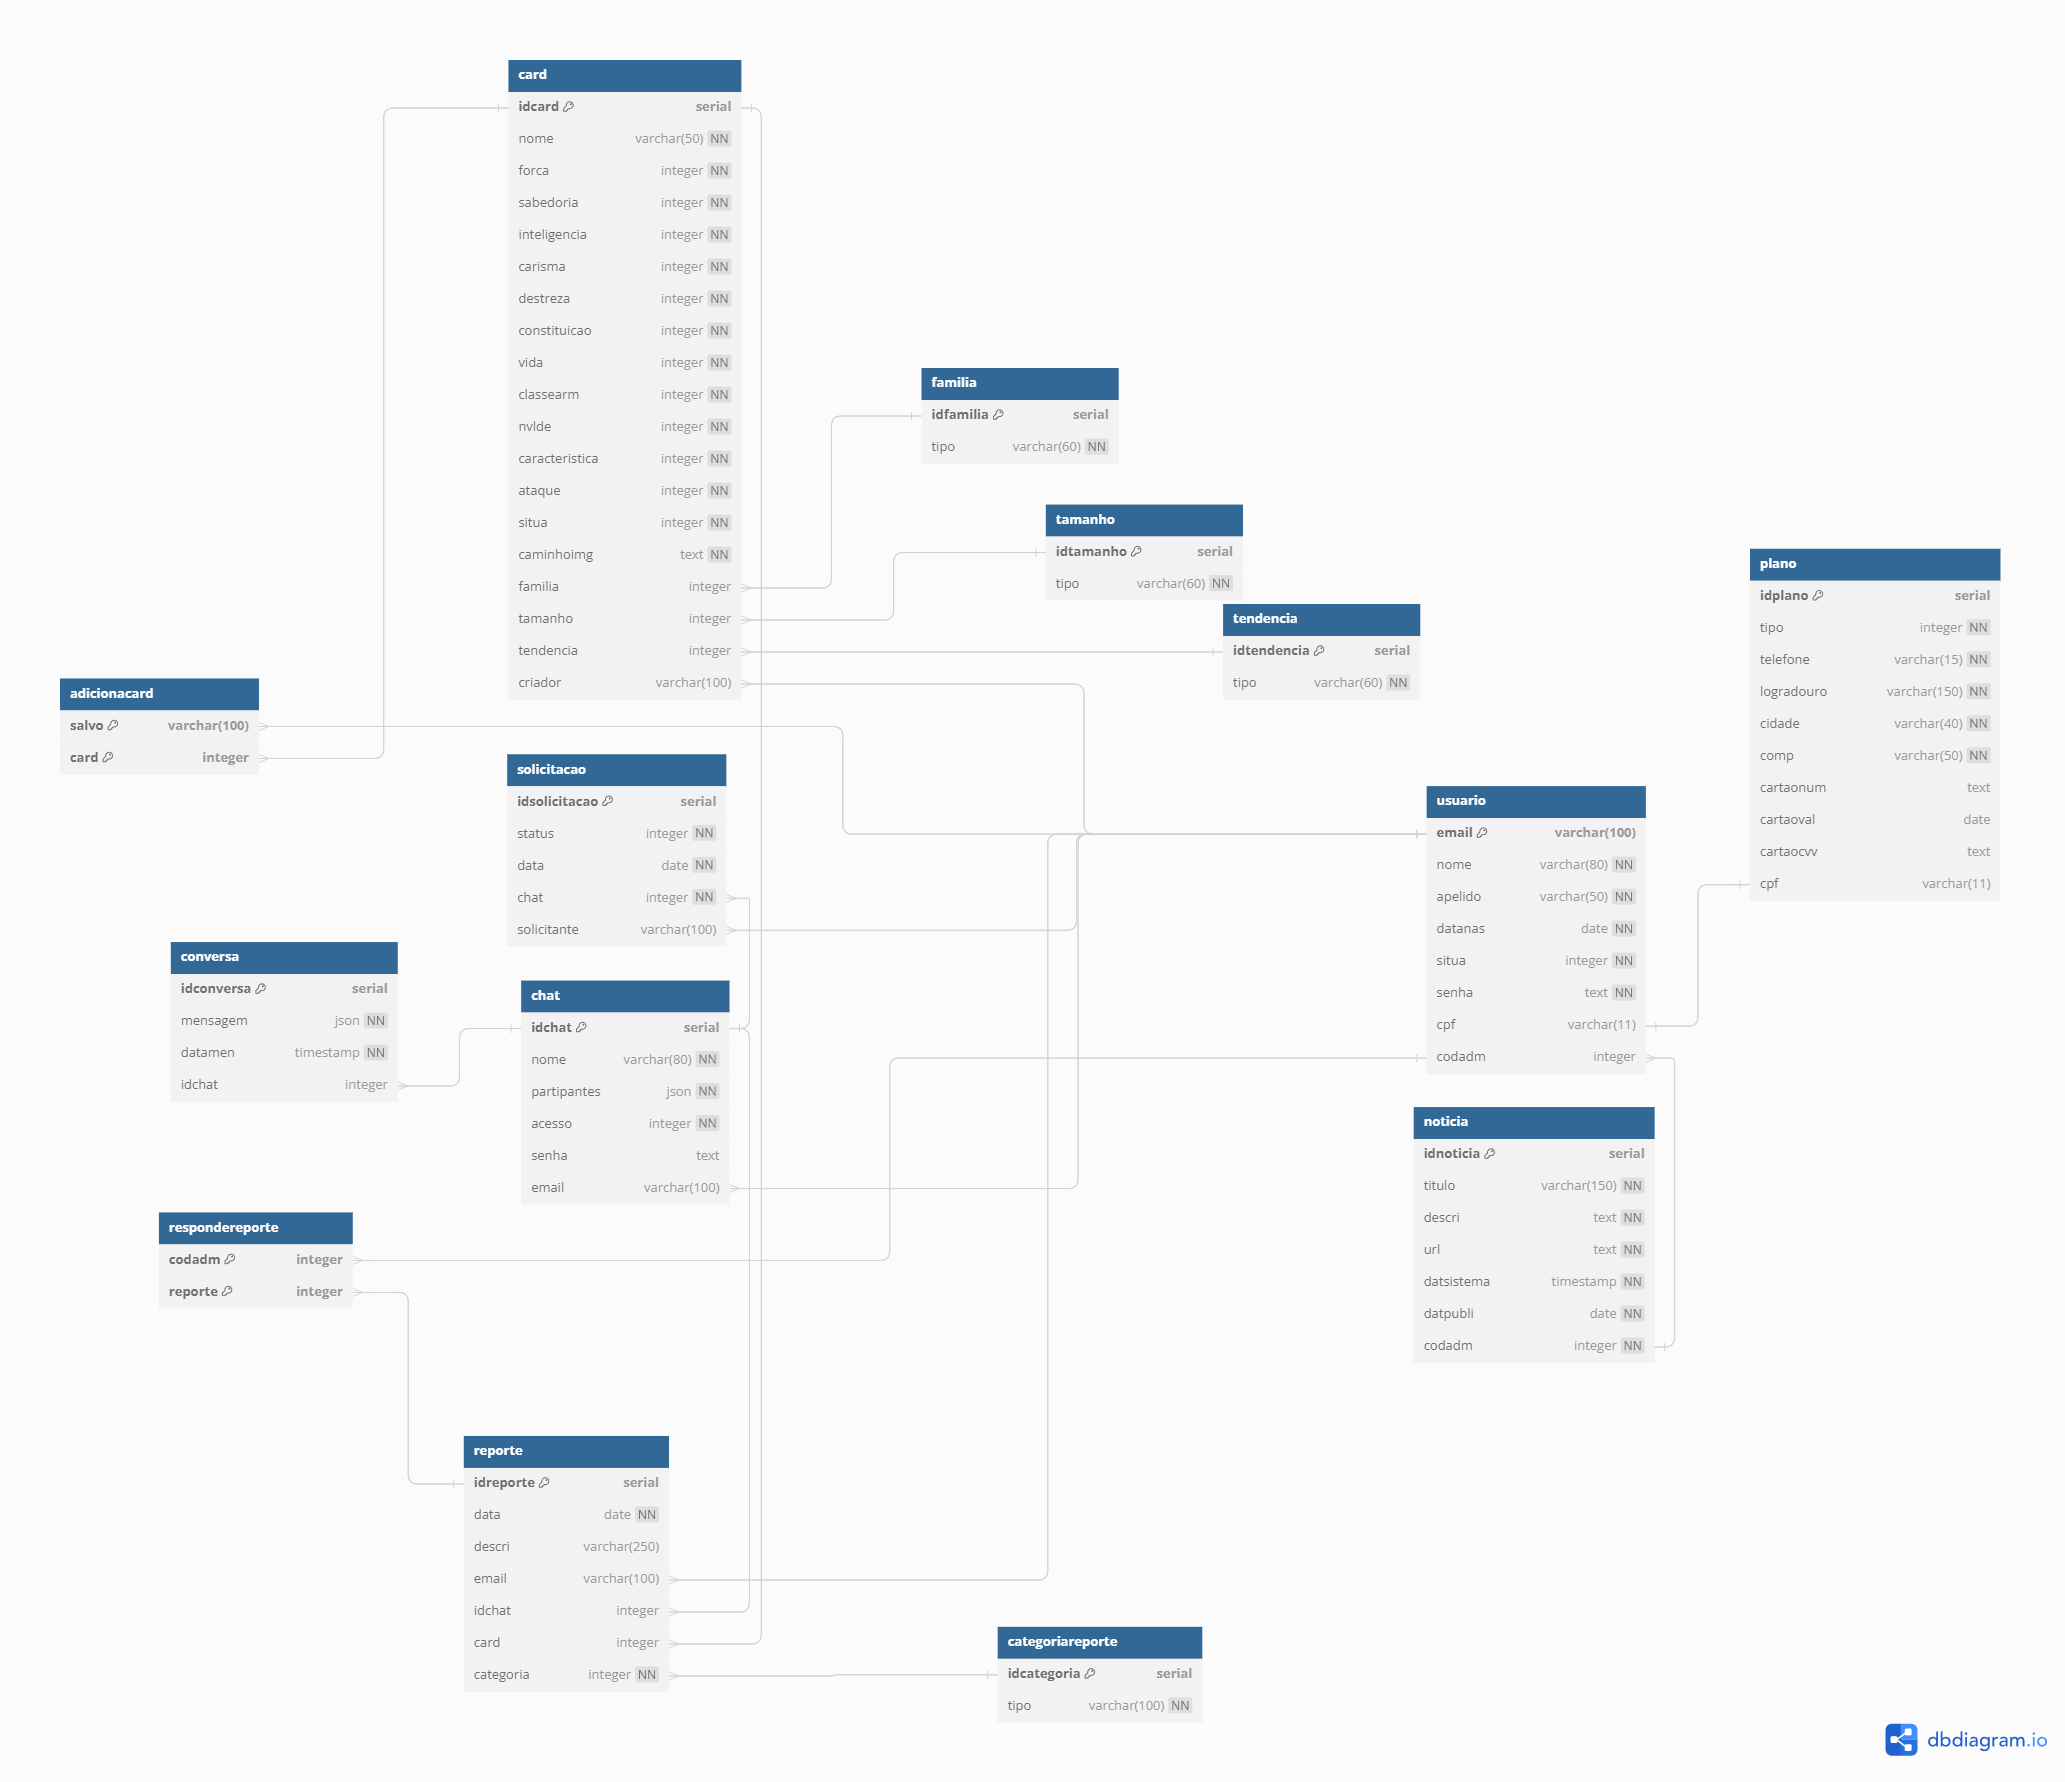 card
idcard serial
nome varchar(50) NN
forca integer NN
sabedoria integer NN
inteligencia integer NN
carisma integer NN
destreza integer NN
constituicao integer NN
vida integer NN
classearm integer NN
nvlde integer NN
caracteristica integer NN
ataque integer NN
situa integer NN
caminhoimg text NN
familia integer
tamanho integer
tendencia integer
criador varchar(100)
familia
idfamilia serial
tipo varchar(60) NN
tamanho
idtamanho serial
tipo varchar(60) NN
tendencia
idtendencia serial
tipo varchar(60) NN
plano
idplano serial
tipo integer NN
telefone varchar(15) NN
logradouro varchar(150) NN
cidade varchar(40) NN
comp varchar(50) NN
cartaonum text
cartaoval date
cartaocvv text
cpf varchar(11)
adicionacard
salvo varchar(100)
card integer
solicitacao
idsolicitacao serial
status integer NN
data date NN
chat integer NN
solicitante varchar(100)
usuario
email varchar(100)
nome varchar(80) NN
apelido varchar(50) NN
datanas date NN
situa integer NN
senha text NN
cpf varchar(11)
codadm integer
conversa
idconversa serial
mensagem json NN
datamen timestamp NN
idchat integer
chat
idchat serial
nome varchar(80) NN
partipantes json NN
acesso integer NN
senha text
email varchar(100)
noticia
idnoticia serial
titulo varchar(150) NN
descri text NN
url text NN
datsistema timestamp NN
datpubli date NN
codadm integer NN
respondereporte
codadm integer
reporte integer
reporte
idreporte serial
data date NN
descri varchar(250)
email varchar(100)
idchat integer
card integer
categoria integer NN
categoriareporte
idcategoria serial
tipo varchar(100) NN
dbdiagram.io